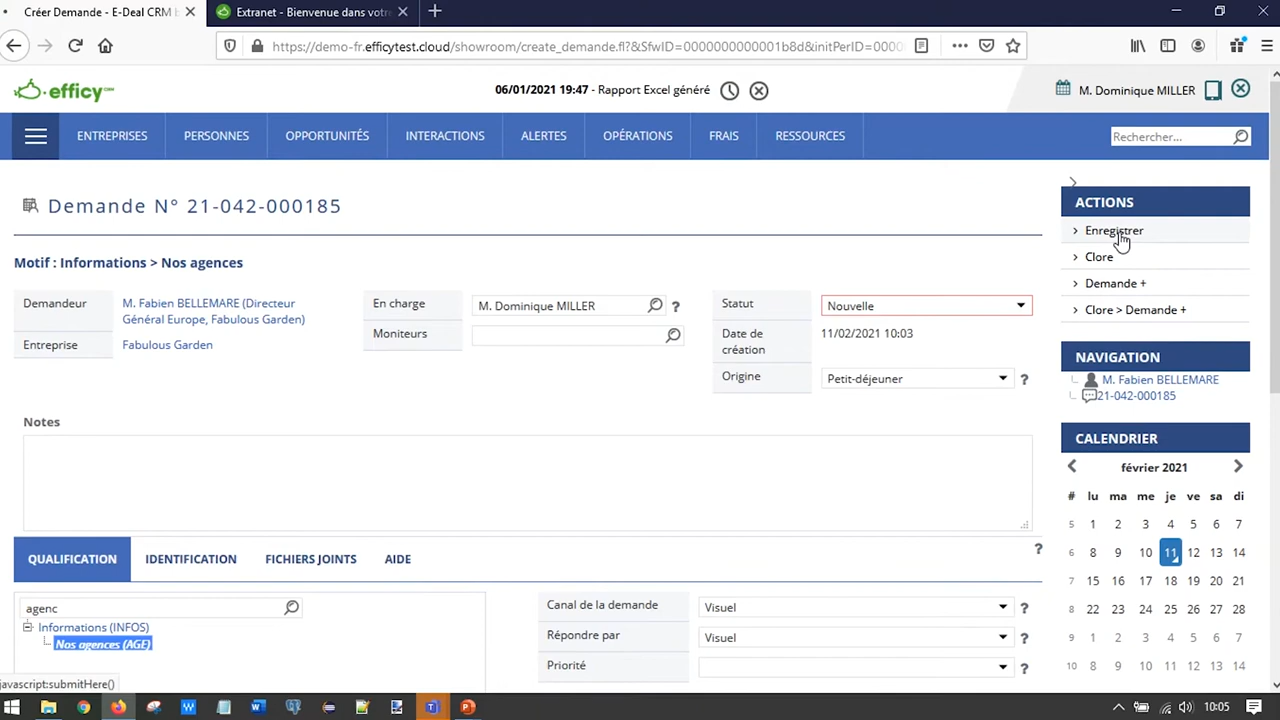 Créer Demande - E-Deal CRM b
Extranet - Bienvenue dans votr
https://demo-fr.efficytest.cloud/showroom/create_demande.fl?&SfwID=0000000000001b8d&initPerID=0000
efficy
06/01/2021 19:47 - Rapport Excel généré
M. Dominique MILLER
ENTREPRISES PERSONNES OPPORTUNITÉS INTERACTIONS ALERTES OPÉRATIONS FRAIS RESSOURCES
Rechercher...
Demande N° 21-042-000185
Motif : Informations > Nos agences
Demandeur
M. Fabien BELLEMARE (Directeur
Général Europe, Fabulous Garden)
Entreprise
Fabulous Garden
En charge
M. Dominique MILLER
?
Moniteurs
Statut
Nouvelle
Date de
création
11/02/2021 10:03
Origine
Petit-déjeuner
?
Notes
QUALIFICATION IDENTIFICATION FICHIERS JOINTS AIDE
?
agenc
Informations (INFOS)
Nos agences (AGE)
Canal de la demande
Visuel
?
Répondre par
Visuel
?
Priorité
?
ACTIONS
Enregistrer
Clore
Demande +
Clore > Demande +
NAVIGATION
M. Fabien BELLEMARE
21-042-000185
CALENDRIER
février 2021
# lu ma me je ve sa di
5 1 2 3 4 5 6 7
6 8 9 10 11 12 13 14
7 15 16 17 18 19 20 21
8 22 23 24 25 26 27 28
9 1 2 3 4 5 6 7
10 8 9 10 11 12 13 14
javascript:submitHere()
10:05